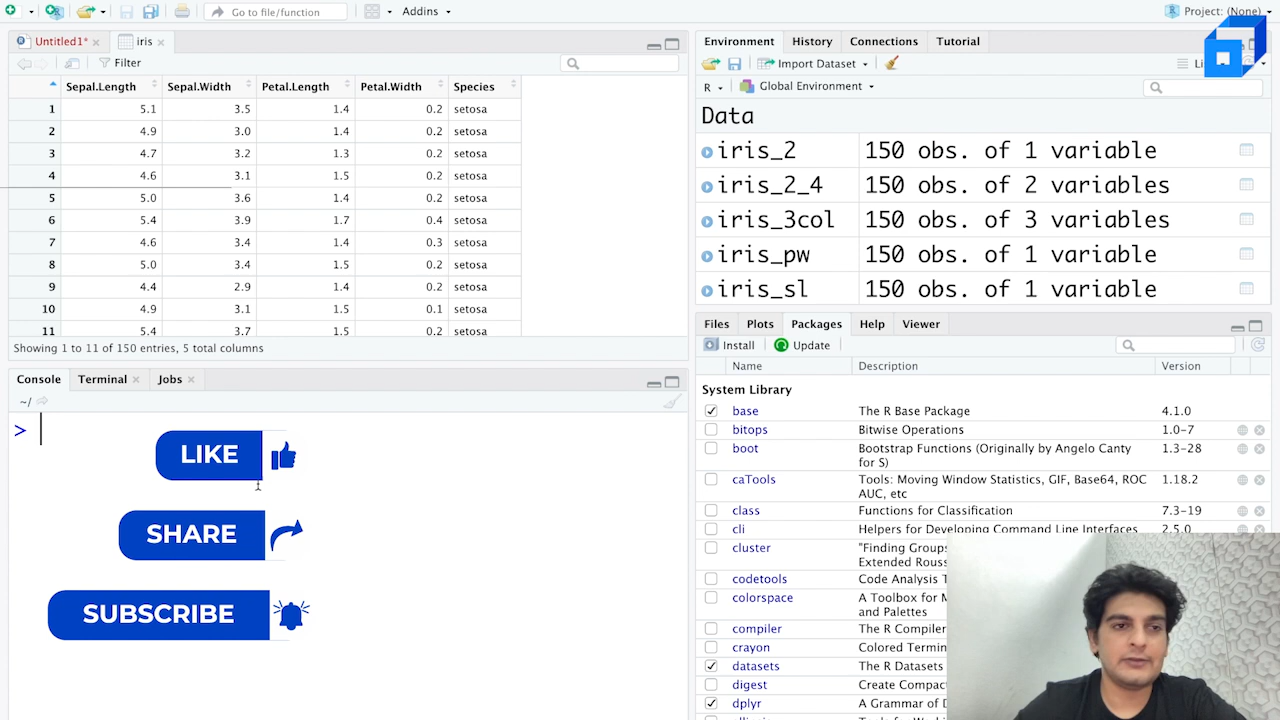 Go to file/function
Addins
Project: (None)
Untitled1*
iris
Filter
Sepal.Length Sepal.Width Petal.Length Petal.Width Species
1 5.1 3.5 1.4 0.2 setosa
2 4.9 3.0 1.4 0.2 setosa
3 4.7 3.2 1.3 0.2 setosa
4 4.6 3.1 1.5 0.2 setosa
5 5.0 3.6 1.4 0.2 setosa
6 5.4 3.9 1.7 0.4 setosa
7 4.6 3.4 1.4 0.3 setosa
8 5.0 3.4 1.5 0.2 setosa
9 4.4 2.9 1.4 0.2 setosa
10 4.9 3.1 1.5 0.1 setosa
11 5.4 3.7 1.5 0.2 setosa
Showing 1 to 11 of 150 entries, 5 total columns
Console Terminal Jobs
~/
>
LIKE
SHARE
SUBSCRIBE
Environment History Connections Tutorial
Import Dataset
R Global Environment
Data
iris_2 150 obs. of 1 variable
iris_2_4 150 obs. of 2 variables
iris_3col 150 obs. of 3 variables
iris_pw 150 obs. of 1 variable
iris_sl 150 obs. of 1 variable
Files Plots Packages Help Viewer
Install Update
Name Description Version
System Library
base The R Base Package 4.1.0
bitops Bitwise Operations 1.0-7
boot Bootstrap Functions (Originally by Angelo Canty 1.3-28
for S)
caTools Tools: Moving Window Statistics, GIF, Base64, ROC 1.18.2
AUC, etc
class Functions for Classification 7.3-19
cli Helpers for Developing Command Line Interfaces 2.5.0
cluster "Finding Groups
Extended Rouss
codetools Code Analysis T
colorspace A Toolbox for M
and Palettes
compiler The R Compiler
crayon Colored Termin
datasets The R Datasets
digest Create Compac
dplyr A Grammar of D